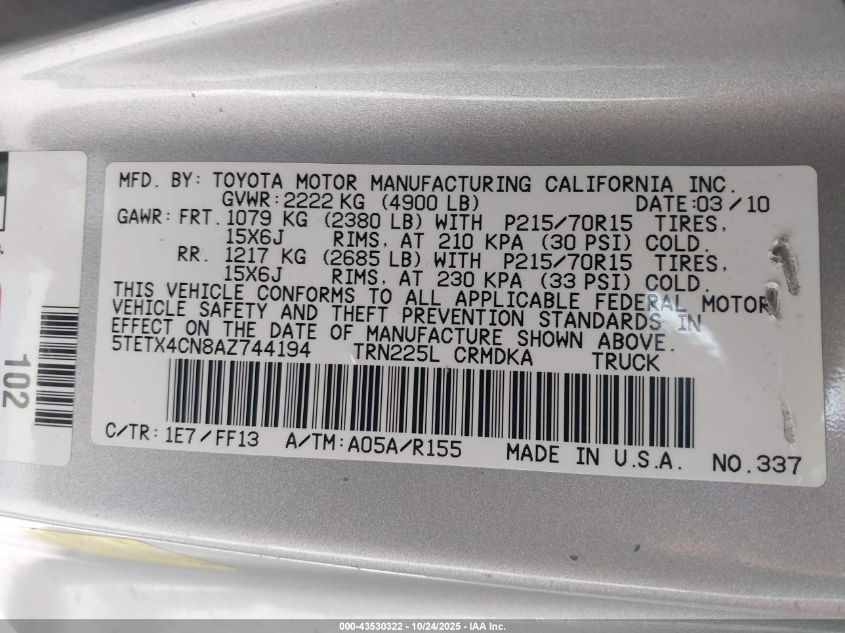 MFD. BY: TOYOTA MOTOR MANUFACTURING CALIFORNIA INC.
GVWR: 2222 KG (4900 LB) DATE: 03/10
GAWR: FRT. 1079 KG (2380 LB) WITH P215/70R15 TIRES,
15X6J RIMS, AT 210 KPA (30 PSI) COLD.
RR. 1217 KG (2685 LB) WITH P215/70R15 TIRES,
15X6J RIMS, AT 230 KPA (33 PSI) COLD.
THIS VEHICLE CONFORMS TO ALL APPLICABLE FEDERAL MOTOR
VEHICLE SAFETY AND THEFT PREVENTION STANDARDS IN
EFFECT ON THE DATE OF MANUFACTURE SHOWN ABOVE.
5TETX4CN8AZ744194 TRN225L CRMDKA TRUCK
C/TR: 1E7/FF13 A/TM: A05A/R155 MADE IN U.S.A. NO.337
102
000-43530322 - 10/24/2025 - IAA Inc.